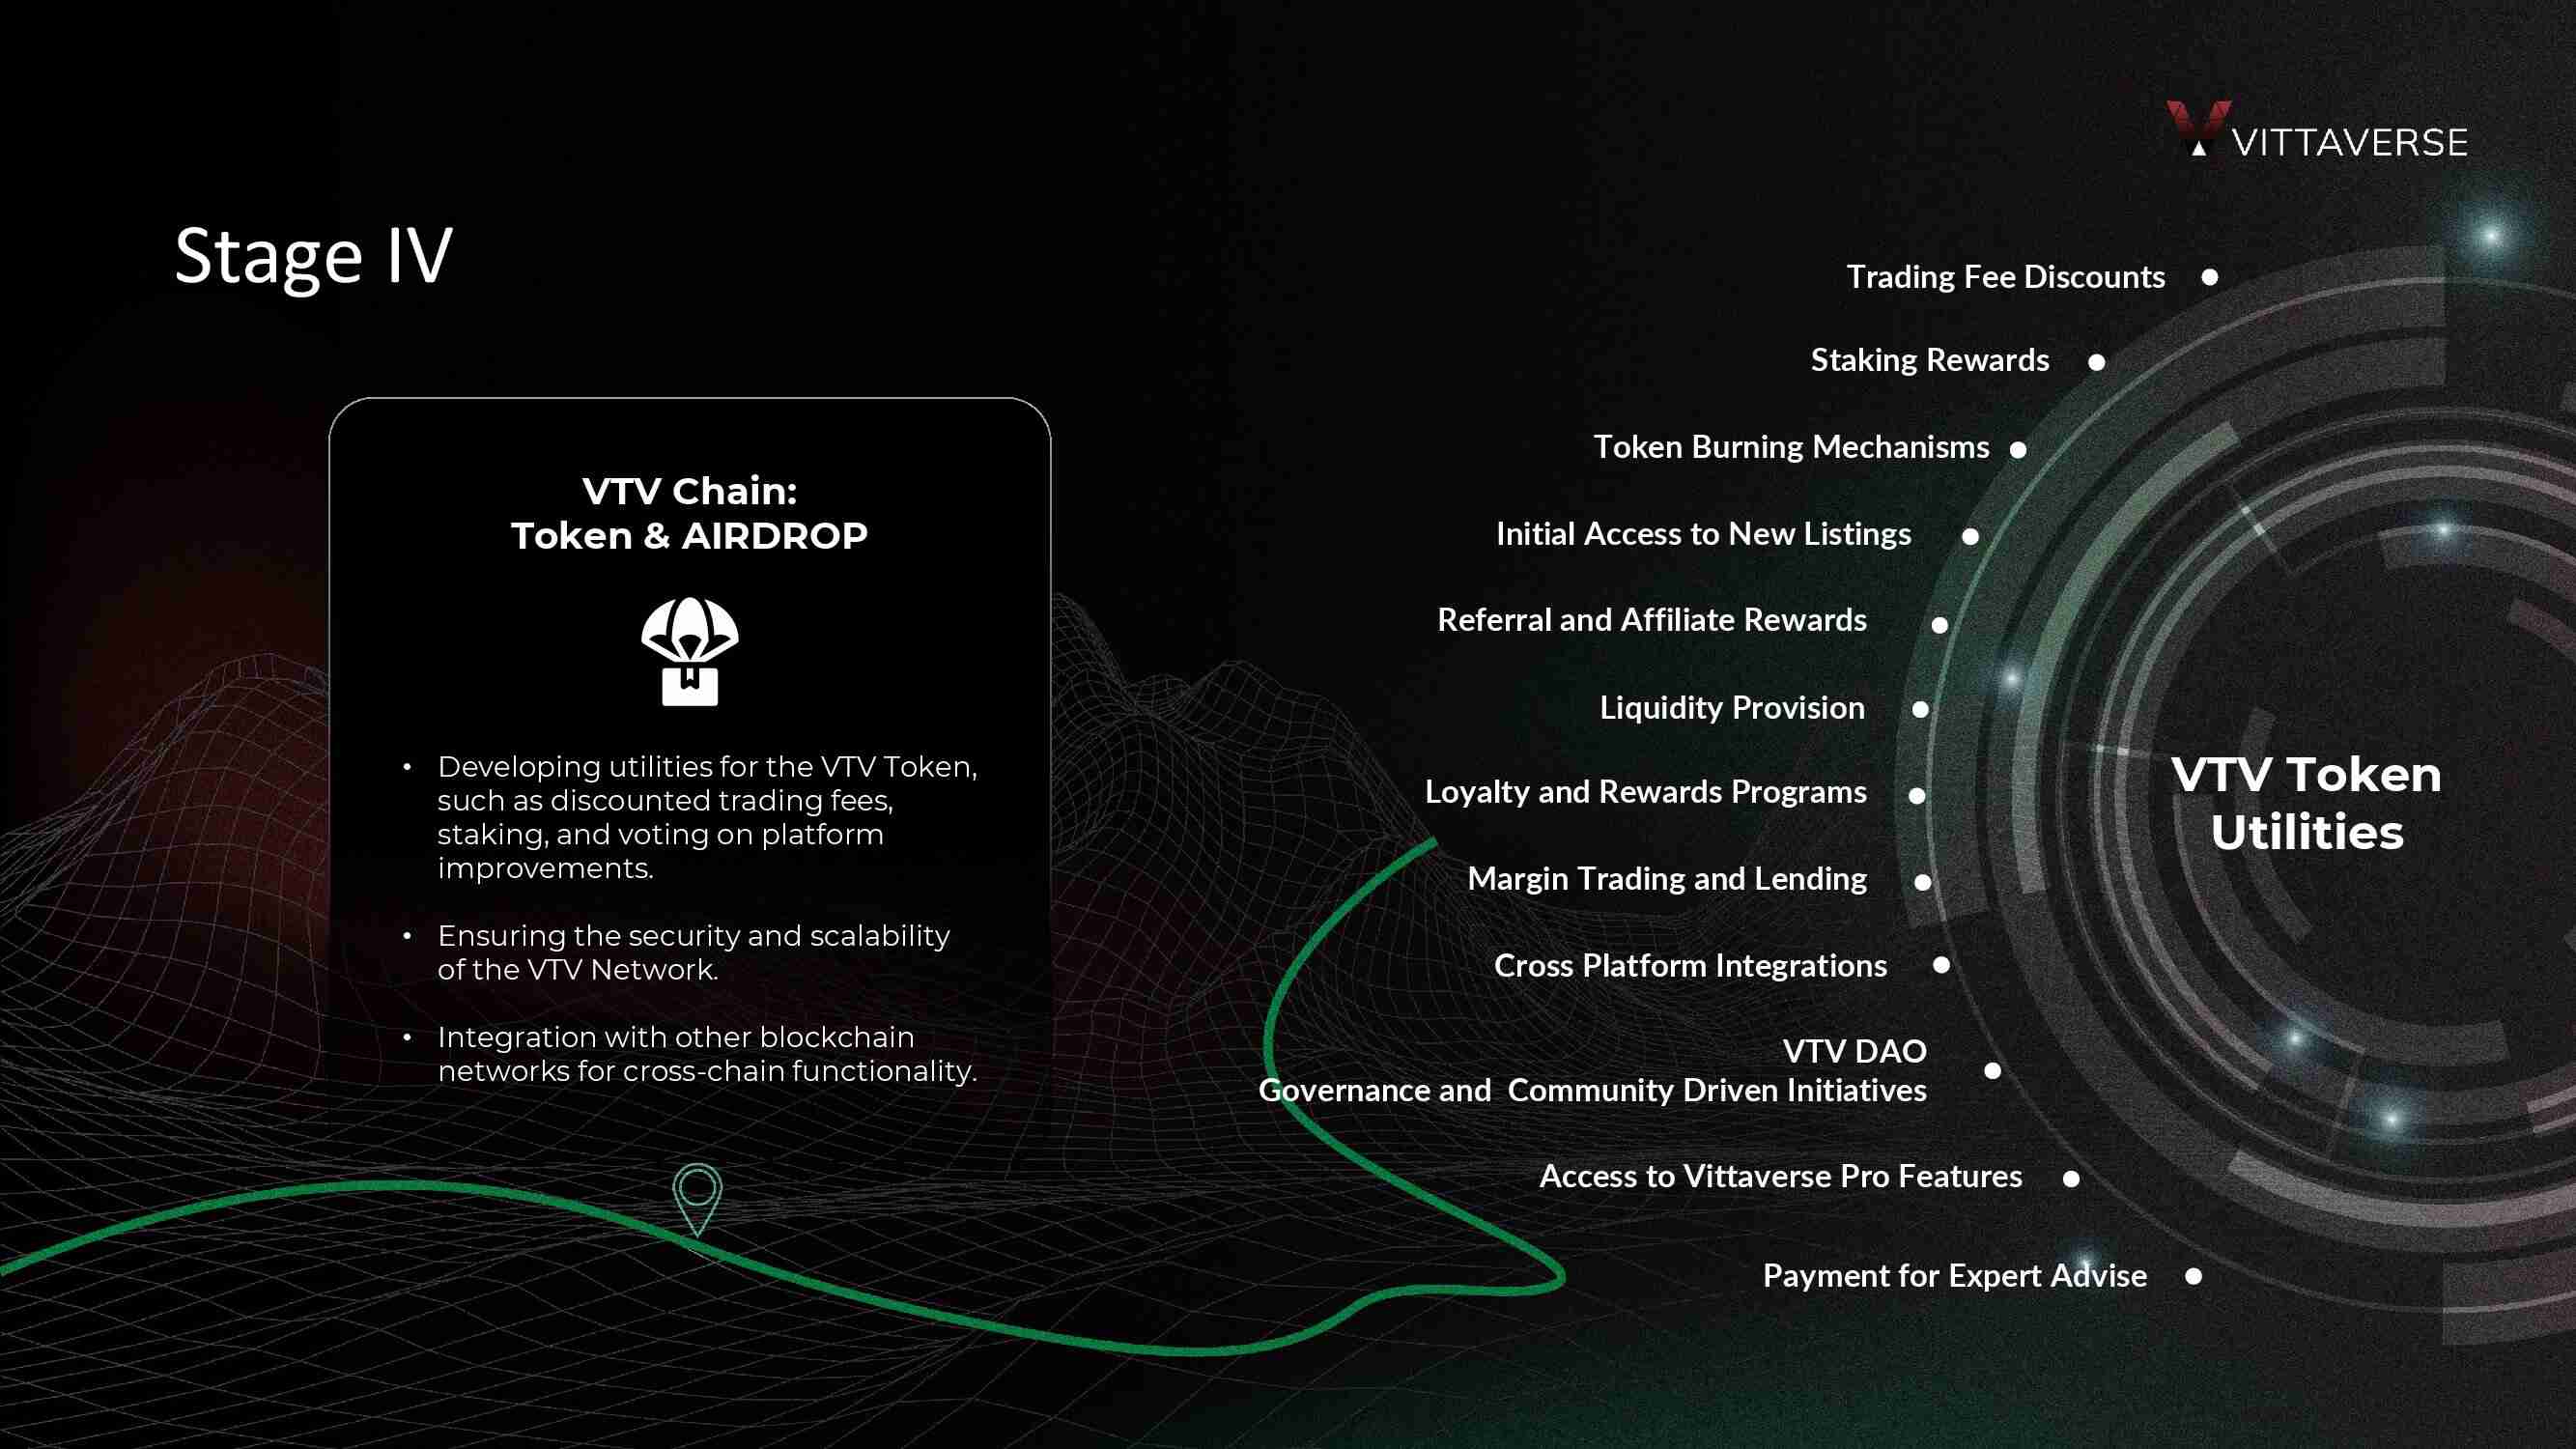 VITTAVERSE
Stage IV
VTV Chain:
Token & AIRDROP
• Developing utilities for the VTV Token,
such as discounted trading fees,
staking, and voting on platform
improvements.
• Ensuring the security and scalability
of the VTV Network.
• Integration with other blockchain
networks for cross-chain functionality.
Trading Fee Discounts
Staking Rewards
Token Burning Mechanisms
Initial Access to New Listings
Referral and Affiliate Rewards
Liquidity Provision
Loyalty and Rewards Programs
Margin Trading and Lending
Cross Platform Integrations
VTV DAO
Governance and  Community Driven Initiatives
Access to Vittaverse Pro Features
Payment for Expert Advise
VTV Token
Utilities